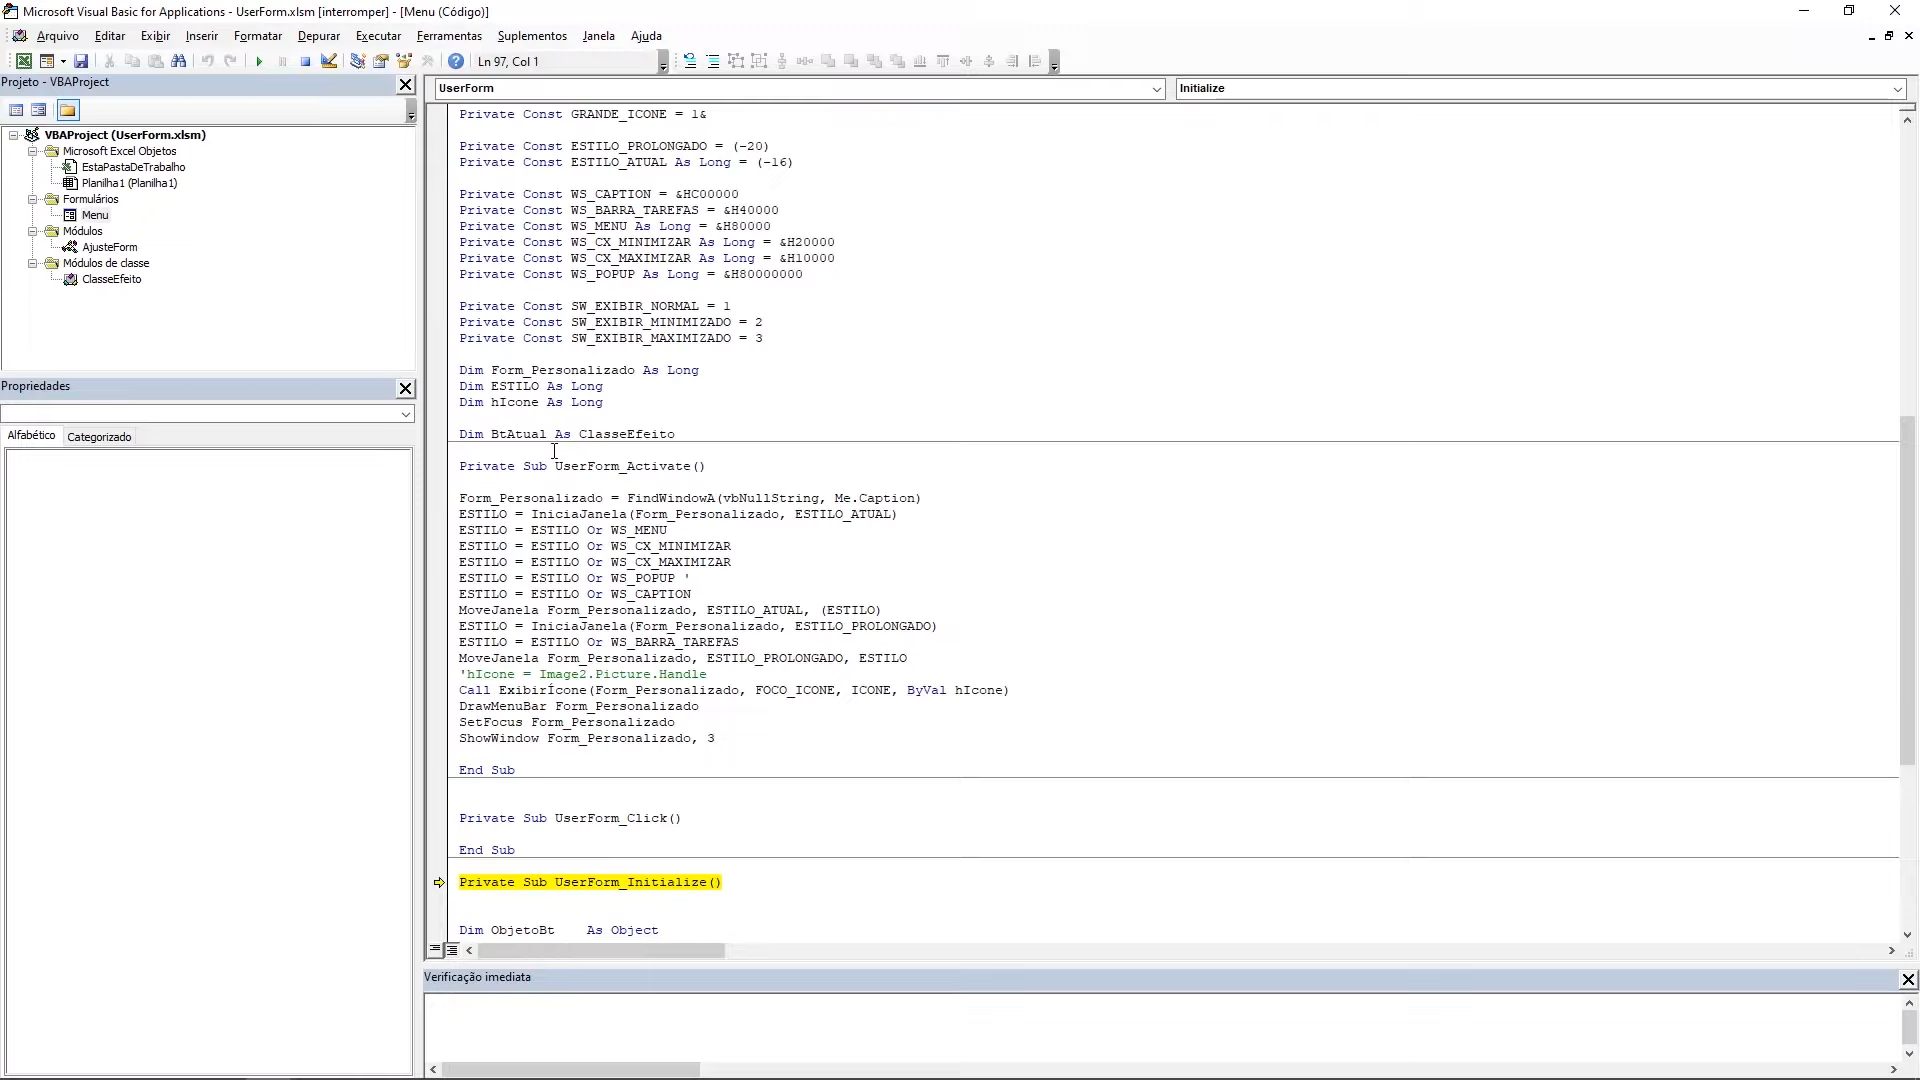 Microsoft Visual Basic for Applications - UserForm.xlsm [interromper] - [Menu (Código)]
Arquivo Editar Exibir Inserir Formatar Depurar Executar Ferramentas Suplementos Janela Ajuda
Ln 97, Col 1
Projeto - VBAProject
VBAProject (UserForm.xlsm)
Microsoft Excel Objetos
EstaPastaDeTrabalho
Planilha1 (Planilha1)
Formulários
Menu
Módulos
AjusteForm
Módulos de classe
ClasseEfeito
Propriedades
Alfabético Categorizado
UserForm Initialize
Private Const GRANDE_ICONE = 1&
Private Const ESTILO_PROLONGADO = (-20)
Private Const ESTILO_ATUAL As Long = (-16)
Private Const WS_CAPTION = &HC00000
Private Const WS_BARRA_TAREFAS = &H40000
Private Const WS_MENU As Long = &H80000
Private Const WS_CX_MINIMIZAR As Long = &H20000
Private Const WS_CX_MAXIMIZAR As Long = &H10000
Private Const WS_POPUP As Long = &H80000000
Private Const SW_EXIBIR_NORMAL = 1
Private Const SW_EXIBIR_MINIMIZADO = 2
Private Const SW_EXIBIR_MAXIMIZADO = 3
Dim Form_Personalizado As Long
Dim ESTILO As Long
Dim hIcone As Long
Dim BtAtual As ClasseEfeito
Private Sub UserForm_Activate()
Form_Personalizado = FindWindowA(vbNullString, Me.Caption)
ESTILO = IniciaJanela(Form_Personalizado, ESTILO_ATUAL)
ESTILO = ESTILO Or WS_MENU
ESTILO = ESTILO Or WS_CX_MINIMIZAR
ESTILO = ESTILO Or WS_CX_MAXIMIZAR
ESTILO = ESTILO Or WS_POPUP '
ESTILO = ESTILO Or WS_CAPTION
MoveJanela Form_Personalizado, ESTILO_ATUAL, (ESTILO)
ESTILO = IniciaJanela(Form_Personalizado, ESTILO_PROLONGADO)
ESTILO = ESTILO Or WS_BARRA_TAREFAS
MoveJanela Form_Personalizado, ESTILO_PROLONGADO, ESTILO
'hIcone = Image2.Picture.Handle
Call ExibirÍcone(Form_Personalizado, FOCO_ICONE, ICONE, ByVal hIcone)
DrawMenuBar Form_Personalizado
SetFocus Form_Personalizado
ShowWindow Form_Personalizado, 3
End Sub
Private Sub UserForm_Click()
End Sub
Private Sub UserForm_Initialize()
Dim ObjetoBt As Object
Verificação imediata